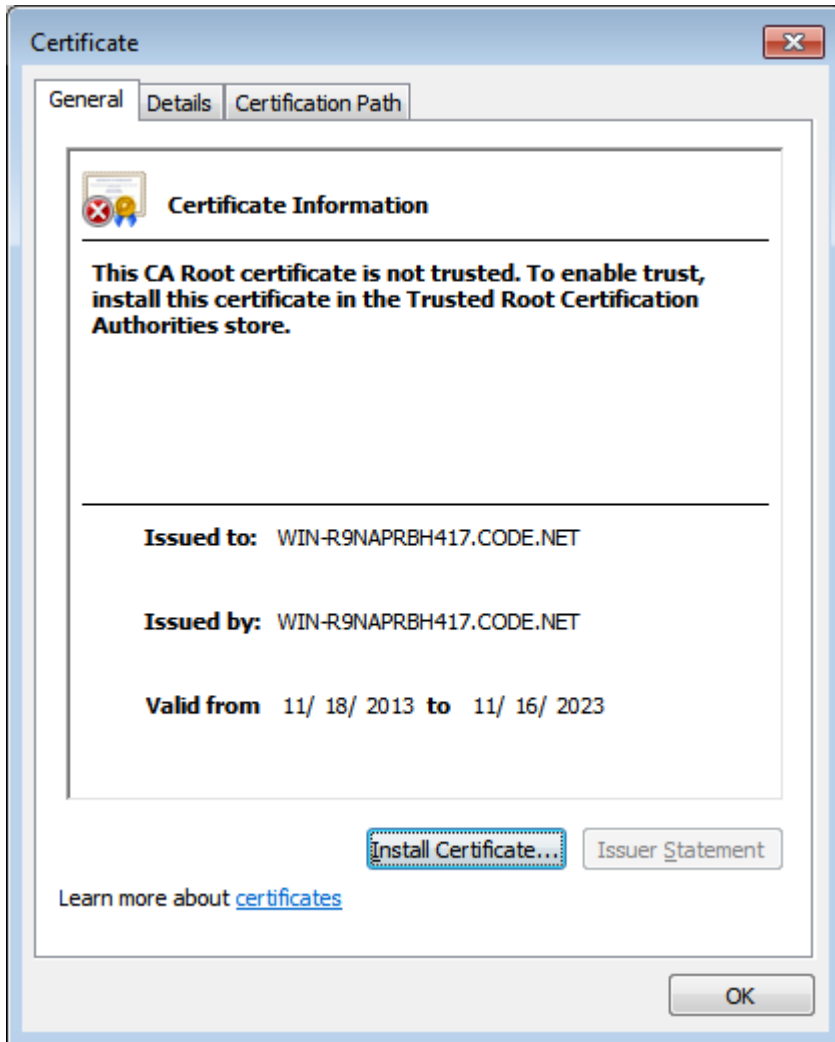 Certificate
General Details Certification Path
Certificate Information
This CA Root certificate is not trusted. To enable trust,
install this certificate in the Trusted Root Certification
Authorities store.
Issued to: WIN-R9NAPRBH417.CODE.NET
Issued by: WIN-R9NAPRBH417.CODE.NET
Valid from 11/ 18/ 2013 to 11/ 16/ 2023
Install Certificate... Issuer Statement
Learn more about certificates
OK